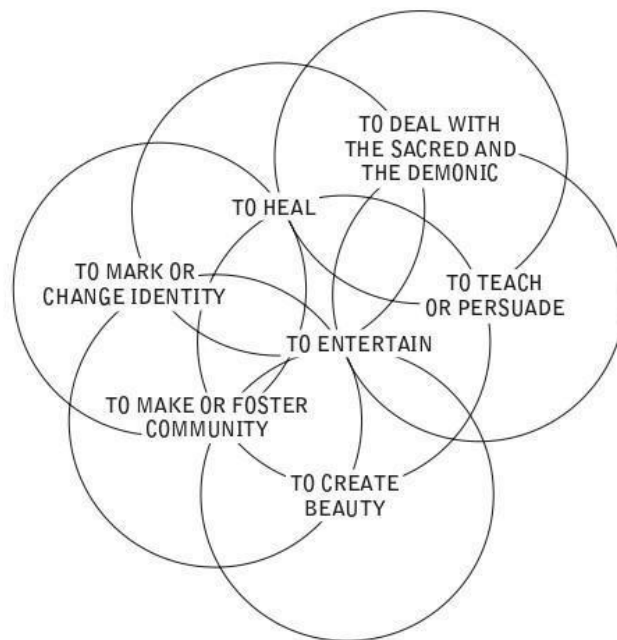 TO DEAL WITH
THE SACRED AND
THE DEMONIC
TO HEAL
TO MARK OR
CHANGE IDENTITY
TO TEACH
OR PERSUADE
TO ENTERTAIN
TO MAKE OR FOSTER
COMMUNITY
TO CREATE
BEAUTY